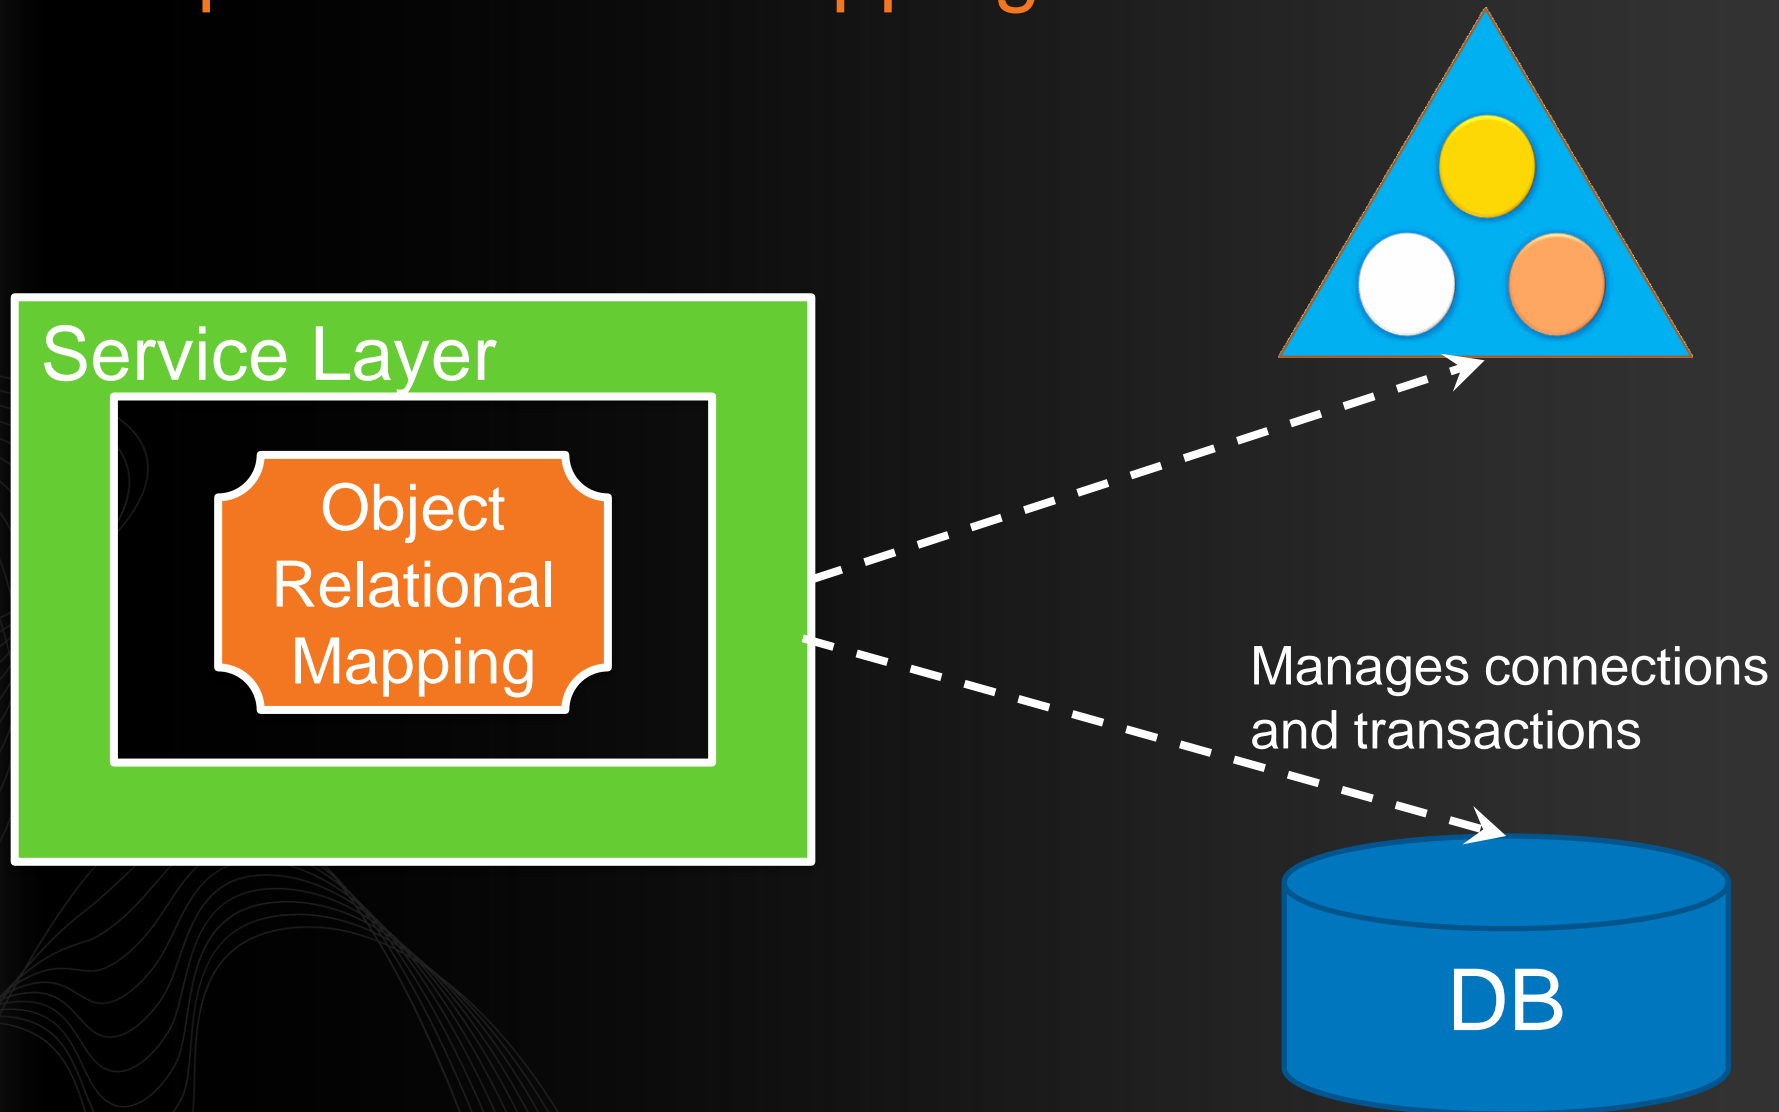 Service Layer
Object
Relational
Mapping
Manages connections
and transactions
DB